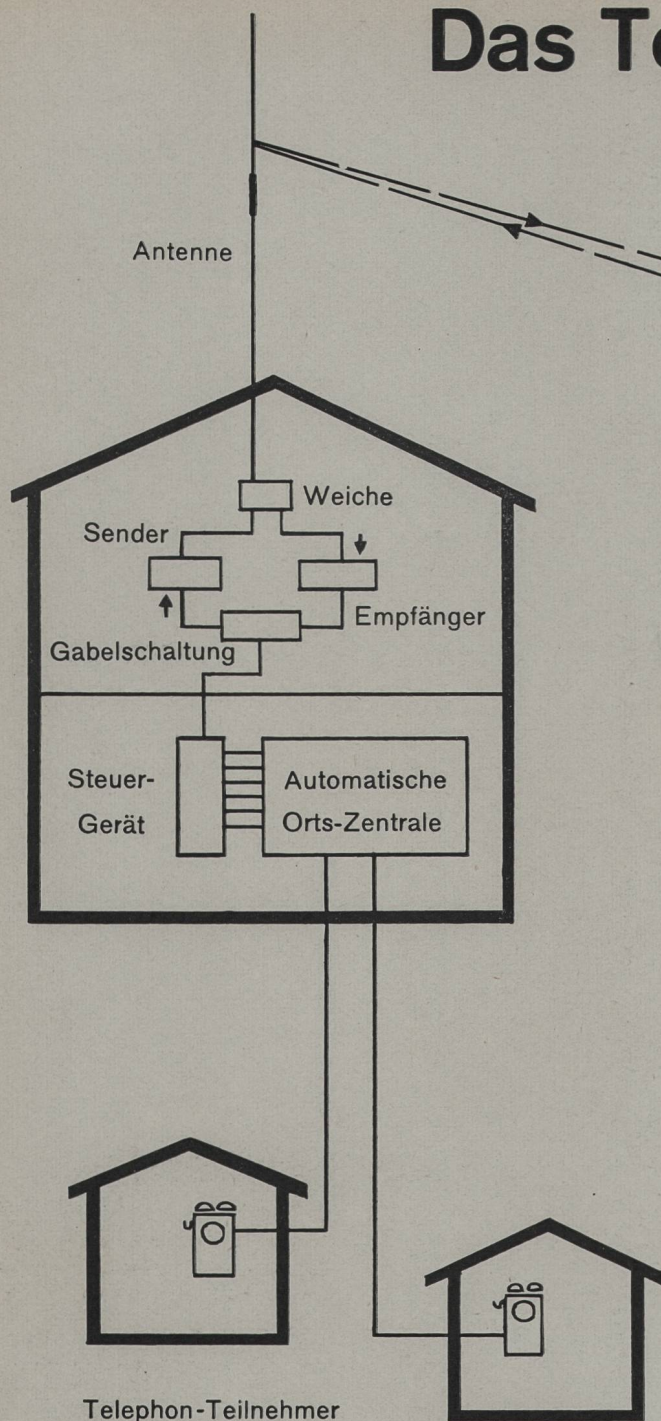 Das
Antenne
Weiche
Sender
Empfänger
Gabelschaltung
Steuer-
Gerät
Automatische
Orts-Zentrale
Telephon-Teilnehmer